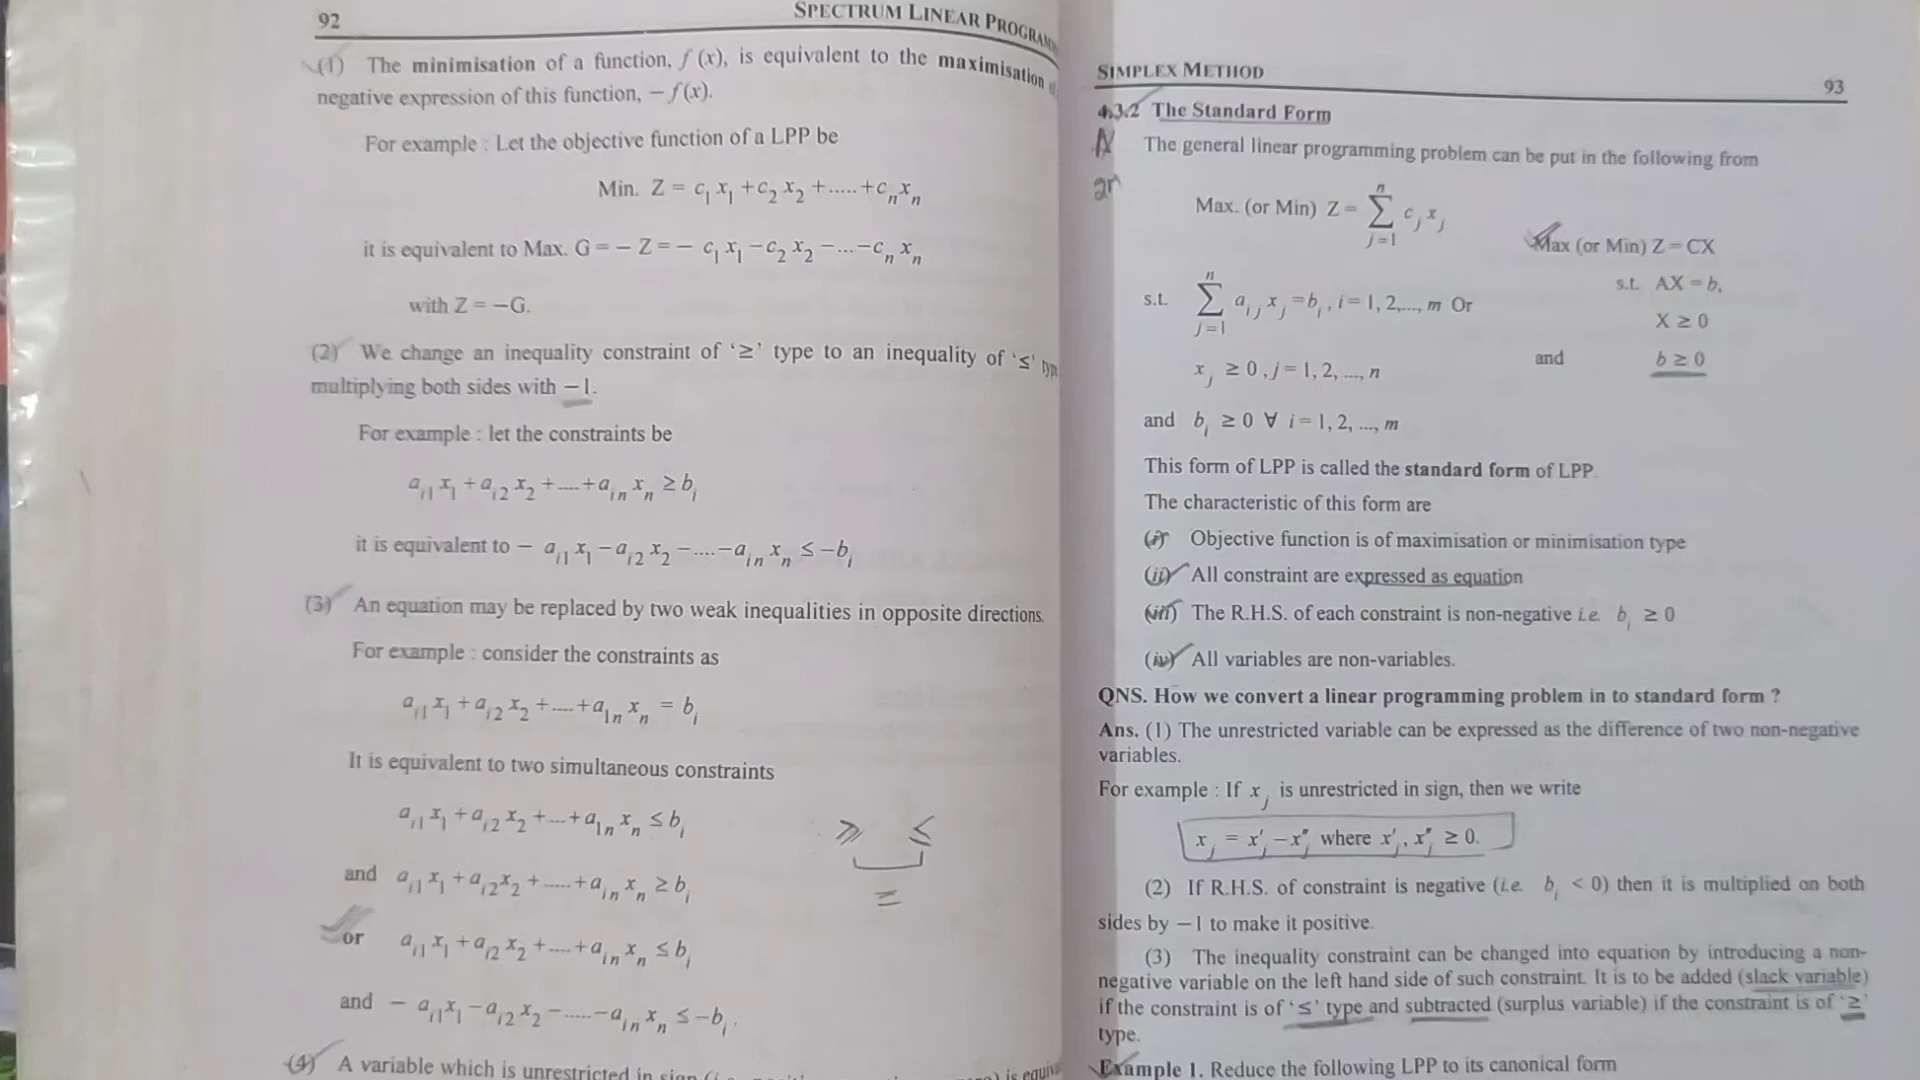 92
SPECTRUM LINEAR PROGRAM
(1) The minimisation of a function, f (x), is equivalent to the maximisation of
negative expression of this function, – f (x).
For example : Let the objective function of a LPP be
Min. Z = c₁ x₁ + c₂ x₂ + ..... + cₙ xₙ
it is equivalent to Max. G = – Z = – c₁ x₁ – c₂ x₂ – ... – cₙ xₙ
with Z = –G.
(2) We change an inequality constraint of ‘≥’ type to an inequality of ‘≤’ type
multiplying both sides with –1.
For example : let the constraints be
aᵢ₁ x₁ + aᵢ₂ x₂ + .... + aᵢₙ xₙ ≥ bᵢ
it is equivalent to – aᵢ₁ x₁ – aᵢ₂ x₂ – .... – aᵢₙ xₙ ≤ –bᵢ
(3) An equation may be replaced by two weak inequalities in opposite directions.
For example : consider the constraints as
aᵢ₁ x₁ + aᵢ₂ x₂ + .... + a₁ₙ xₙ = bᵢ
It is equivalent to two simultaneous constraints
aᵢ₁ x₁ + aᵢ₂ x₂ + ... + a₁ₙ xₙ ≤ bᵢ
and aᵢ₁ x₁ + aᵢ₂ x₂ + ..... + aᵢₙ xₙ ≥ bᵢ
≥ ≤
=
or aᵢ₁ x₁ + aᵢ₂ x₂ + .... + aᵢₙ xₙ ≤ bᵢ
and – aᵢ₁ x₁ – aᵢ₂ x₂ – ..... – aᵢₙ xₙ ≤ –bᵢ.
(4) A variable which is unrestricted in sign
SIMPLEX METHOD
93
4.3.2 The Standard Form
The general linear programming problem can be put in the following from
Max. (or Min) Z = ∑ⱼ₌₁ⁿ cⱼ xⱼ
Max (or Min) Z = CX
s.t. ∑ⱼ₌₁ⁿ aᵢⱼ xⱼ = bᵢ , i = 1, 2,...., m Or
s.t. AX = b,
X ≥ 0
xⱼ ≥ 0 , j = 1, 2, ...., n
and b ≥ 0
and bᵢ ≥ 0 ∀ i = 1, 2, ..., m
This form of LPP is called the standard form of LPP.
The characteristic of this form are
(i) Objective function is of maximisation or minimisation type
(ii) All constraint are expressed as equation
(iii) The R.H.S. of each constraint is non-negative i.e. bᵢ ≥ 0
(iv) All variables are non-variables.
QNS. How we convert a linear programming problem in to standard form ?
Ans. (1) The unrestricted variable can be expressed as the difference of two non-negative
variables.
For example : If xⱼ is unrestricted in sign, then we write
xⱼ = x′ⱼ – x″ⱼ where x′ⱼ , x″ⱼ ≥ 0.
(2) If R.H.S. of constraint is negative (i.e. bᵢ < 0) then it is multiplied on both
sides by –1 to make it positive.
(3) The inequality constraint can be changed into equation by introducing a non-
negative variable on the left hand side of such constraint. It is to be added (slack variable)
if the constraint is of ‘≤’ type and subtracted (surplus variable) if the constraint is of ‘≥’
type.
Example 1. Reduce the following LPP to its canonical form